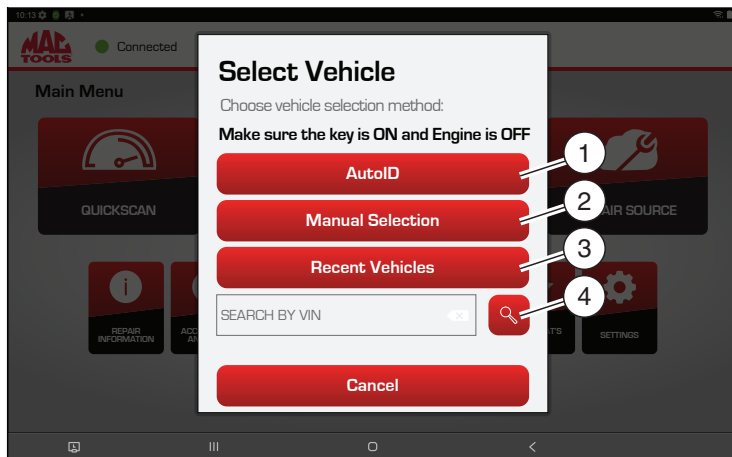 10:13
MAC
TOOLS
Connected
Main Menu
QUICKSCAN
AIR SOURCE
REPAIR
INFORMATION
ACC
AN
T'S
SETTINGS
Select Vehicle
Choose vehicle selection method:
Make sure the key is ON and Engine is OFF
AutoID
1
Manual Selection
2
Recent Vehicles
3
SEARCH BY VIN
4
Cancel